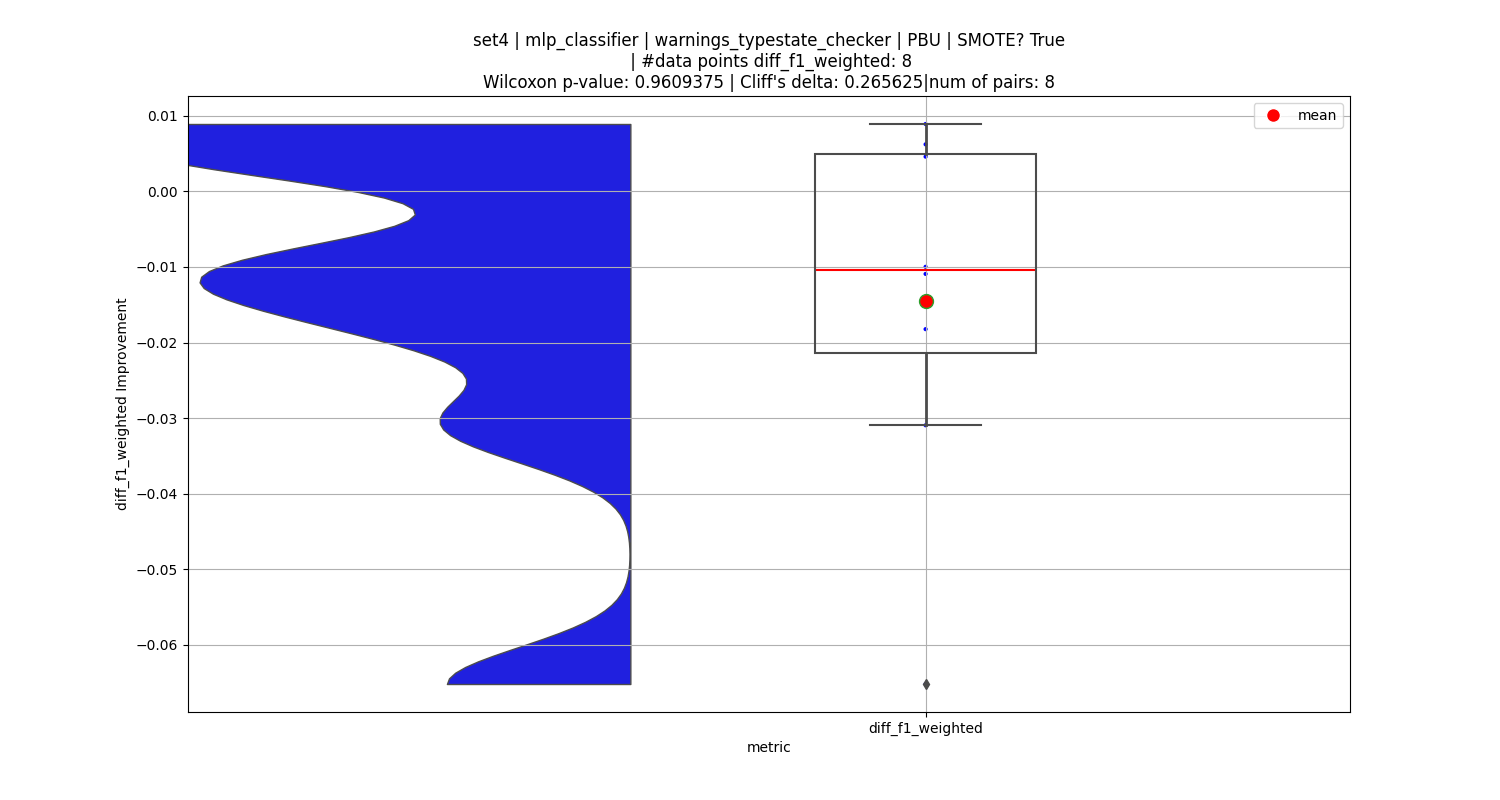 set4 | mlp_classifier | warnings_typestate_checker | PBU | SMOTE? True
| #data points diff_f1_weighted: 8
Wilcoxon p-value: 0.9609375 | Cliff's delta: 0.265625|num of pairs: 8
mean
0.01
0.00
−0.01
−0.02
−0.03
−0.04
−0.05
−0.06
diff_f1_weighted Improvement
diff_f1_weighted
metric